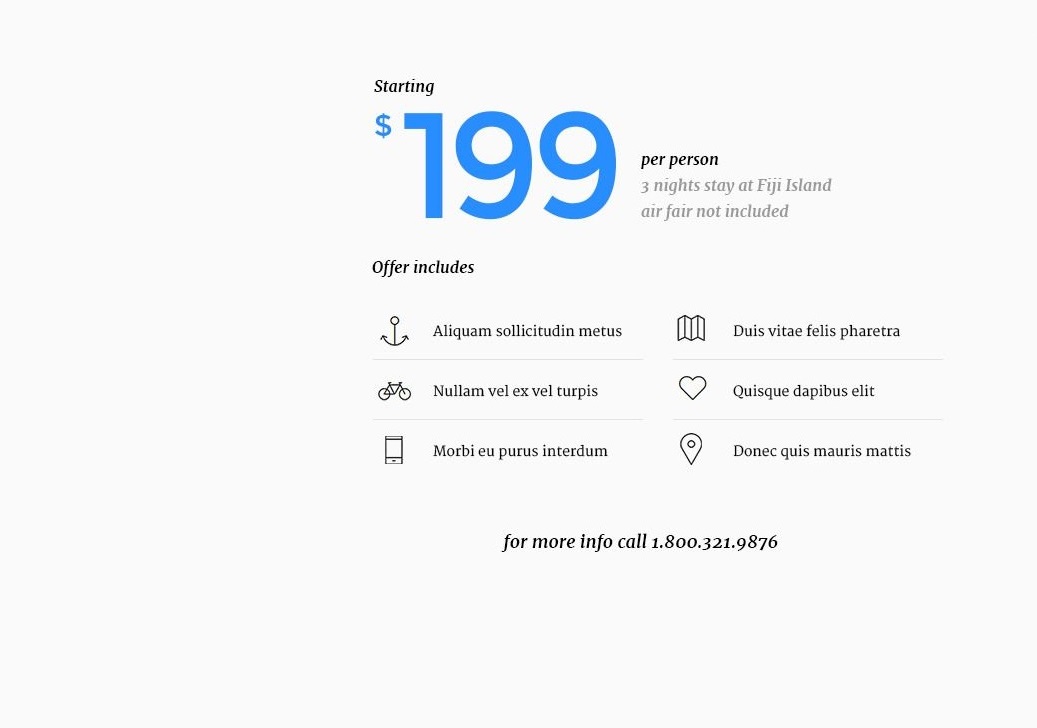 Starting
$199
per person
3 nights stay at Fiji Island
air fair not included
Offer includes
Aliquam sollicitudin metus
Duis vitae felis pharetra
Nullam vel ex vel turpis
Quisque dapibus elit
Morbi eu purus interdum
Donec quis mauris mattis
for more info call 1.800.321.9876